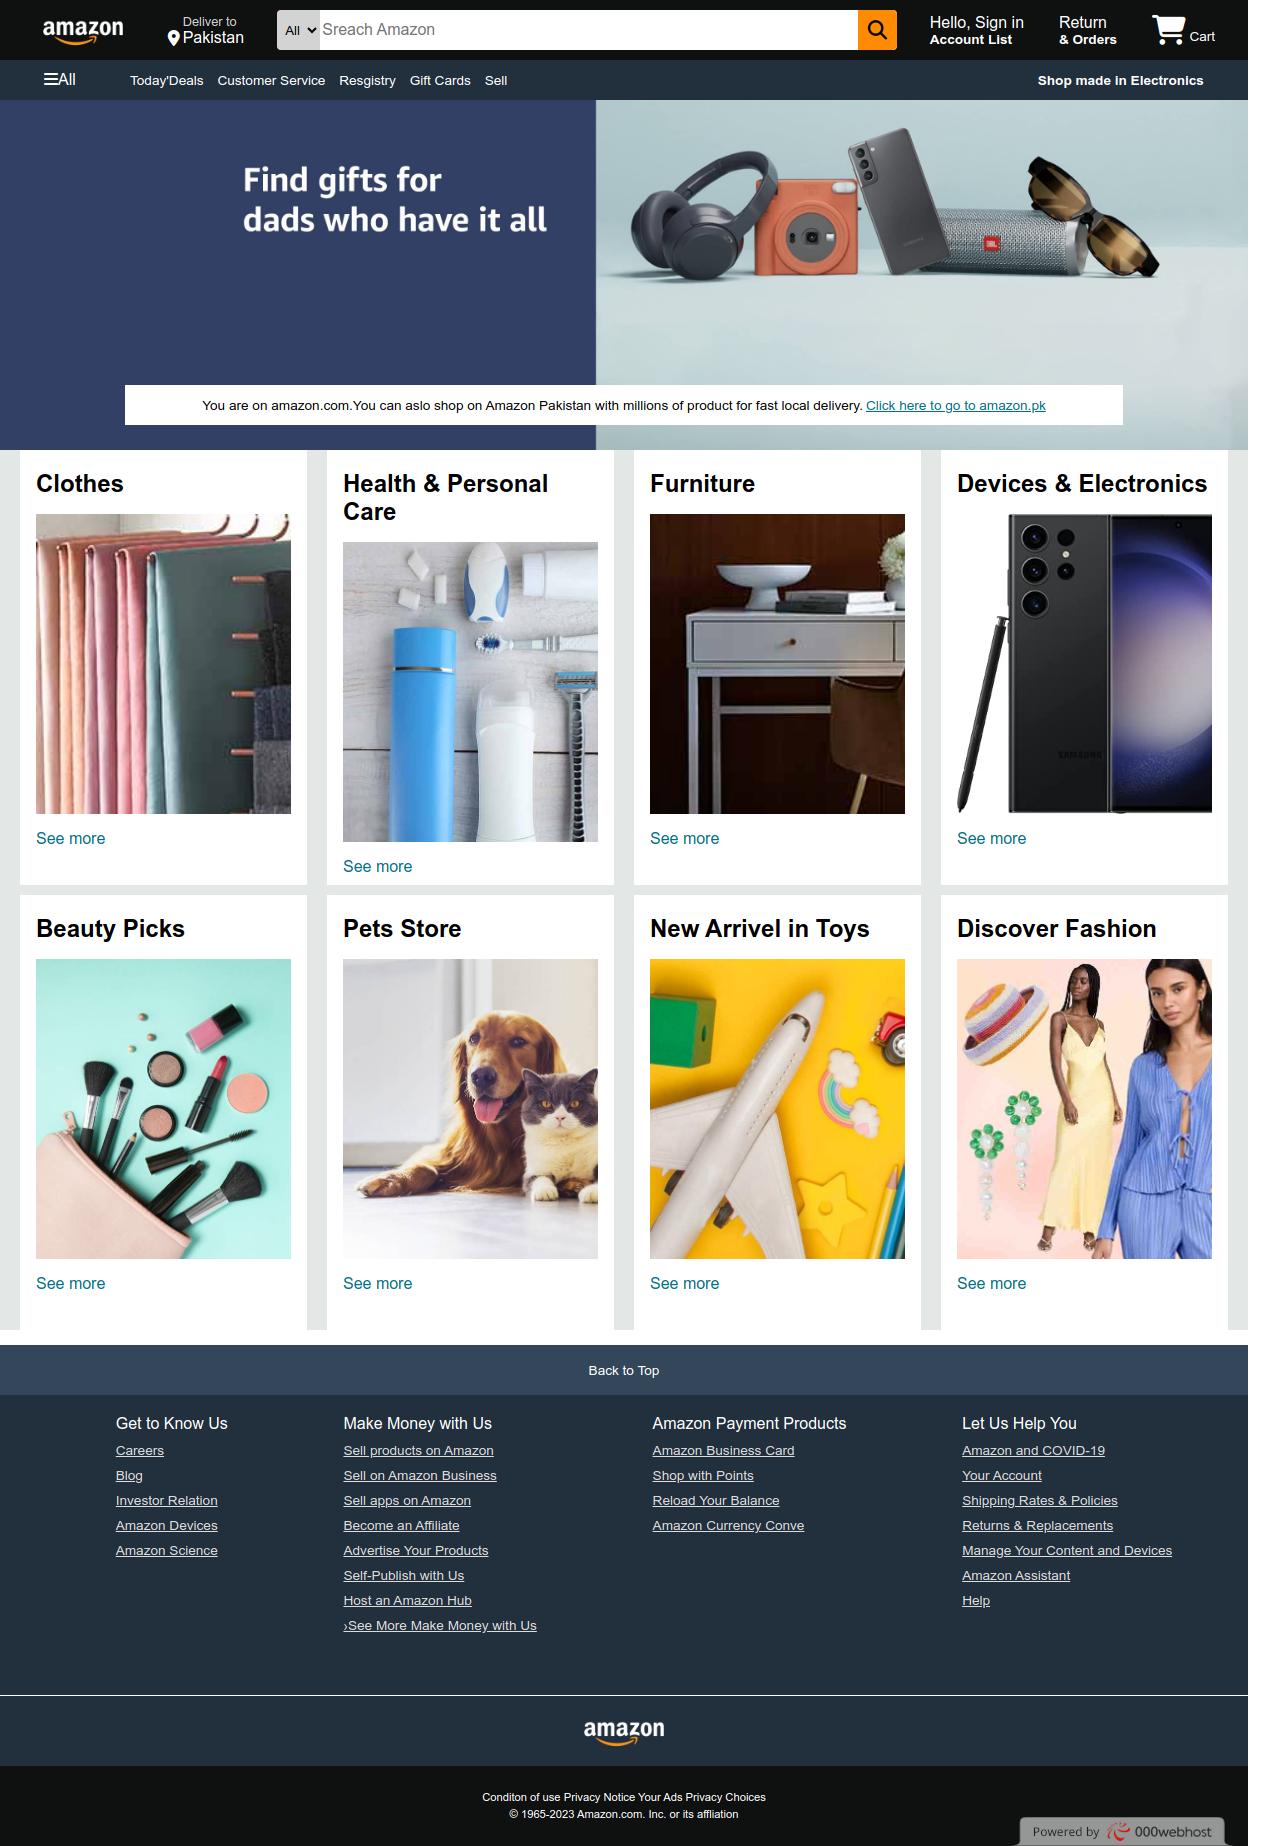 amazon
Deliver to
Pakistan
All
Sreach Amazon
Hello, Sign in
Account List
Return
& Orders
Cart
All
Today'Deals
Customer Service
Resgistry
Gift Cards
Sell
Shop made in Electronics
Find gifts for
dads who have it all
JBL
You are on amazon.com.You can aslo shop on Amazon Pakistan with millions of product for fast local delivery. Click here to go to amazon.pk
Clothes
See more
Health & Personal
Care
See more
Furniture
See more
Devices & Electronics
SAMSUNG
See more
Beauty Picks
See more
Pets Store
See more
New Arrivel in Toys
See more
Discover Fashion
See more
Back to Top
Get to Know Us
Careers
Blog
Investor Relation
Amazon Devices
Amazon Science
Make Money with Us
Sell products on Amazon
Sell on Amazon Business
Sell apps on Amazon
Become an Affiliate
Advertise Your Products
Self-Publish with Us
Host an Amazon Hub
›See More Make Money with Us
Amazon Payment Products
Amazon Business Card
Shop with Points
Reload Your Balance
Amazon Currency Conve
Let Us Help You
Amazon and COVID-19
Your Account
Shipping Rates & Policies
Returns & Replacements
Manage Your Content and Devices
Amazon Assistant
Help
amazon
Conditon of use Privacy Notice Your Ads Privacy Choices
© 1965-2023 Amazon.com. Inc. or its affliation
Powered by 000webhost